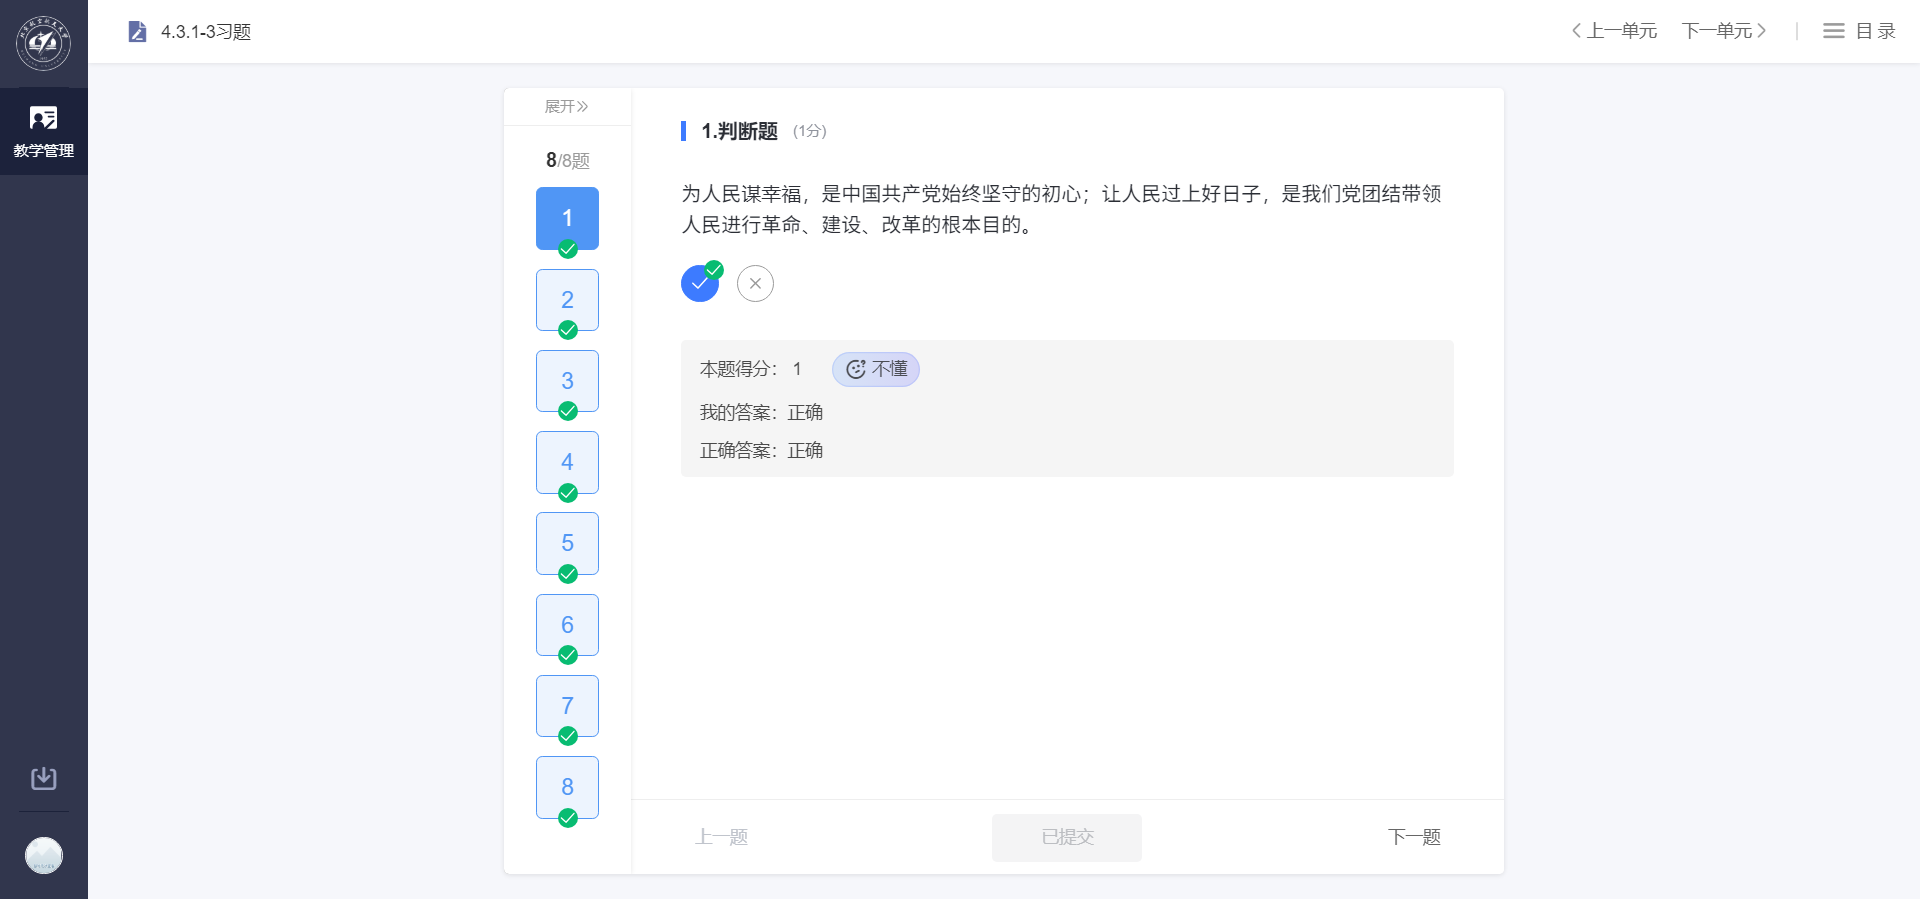 4.3.1-3习题
上一单元
下一单元
目录
教学管理
展开
8/8题
1
2
3
4
5
6
7
8
1.判断题 (1分)
为人民谋幸福，是中国共产党始终坚守的初心；让人民过上好日子，是我们党团结带领
人民进行革命、建设、改革的根本目的。
本题得分： 1 不懂
我的答案：正确
正确答案：正确
上一题
已提交
下一题